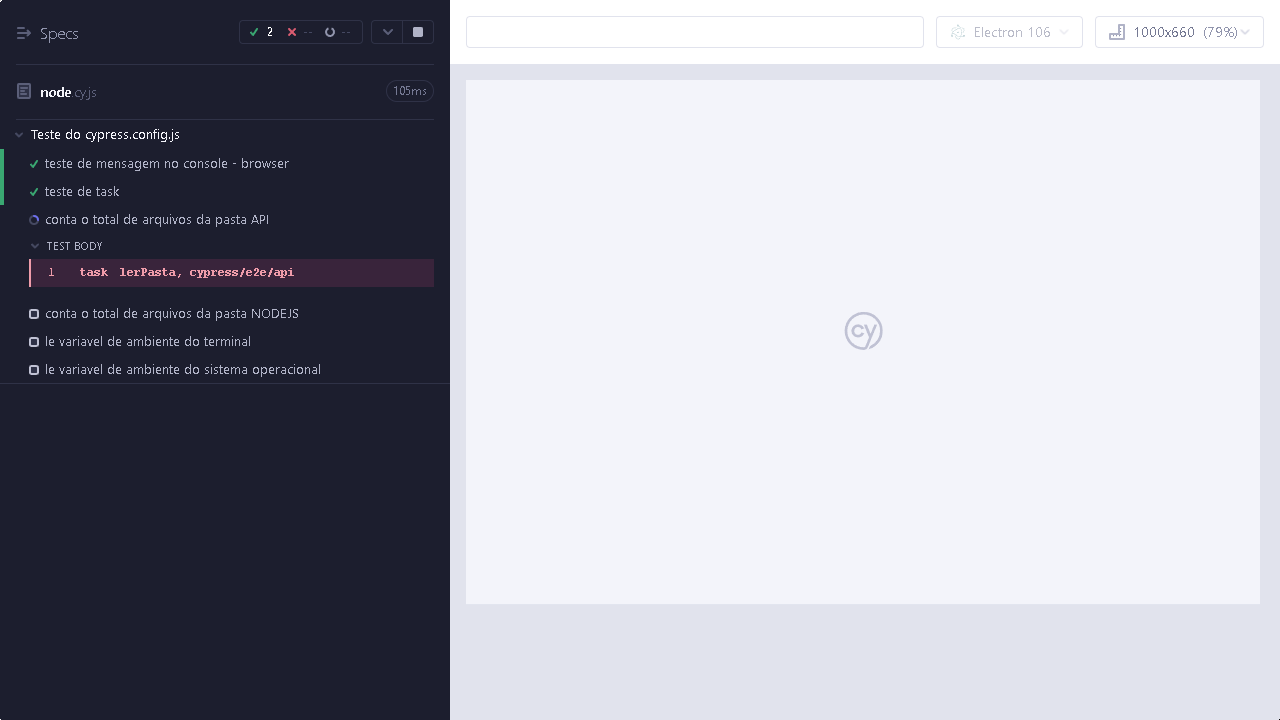 Specs
2
--
--
node.cy.js
105ms
Teste do cypress.config.js
teste de mensagem no console - browser
teste de task
conta o total de arquivos da pasta API
TEST BODY
1 task lerPasta, cypress/e2e/api
conta o total de arquivos da pasta NODEJS
le variavel de ambiente do terminal
le variavel de ambiente do sistema operacional
Electron 106
1000x660 (79%)
cy